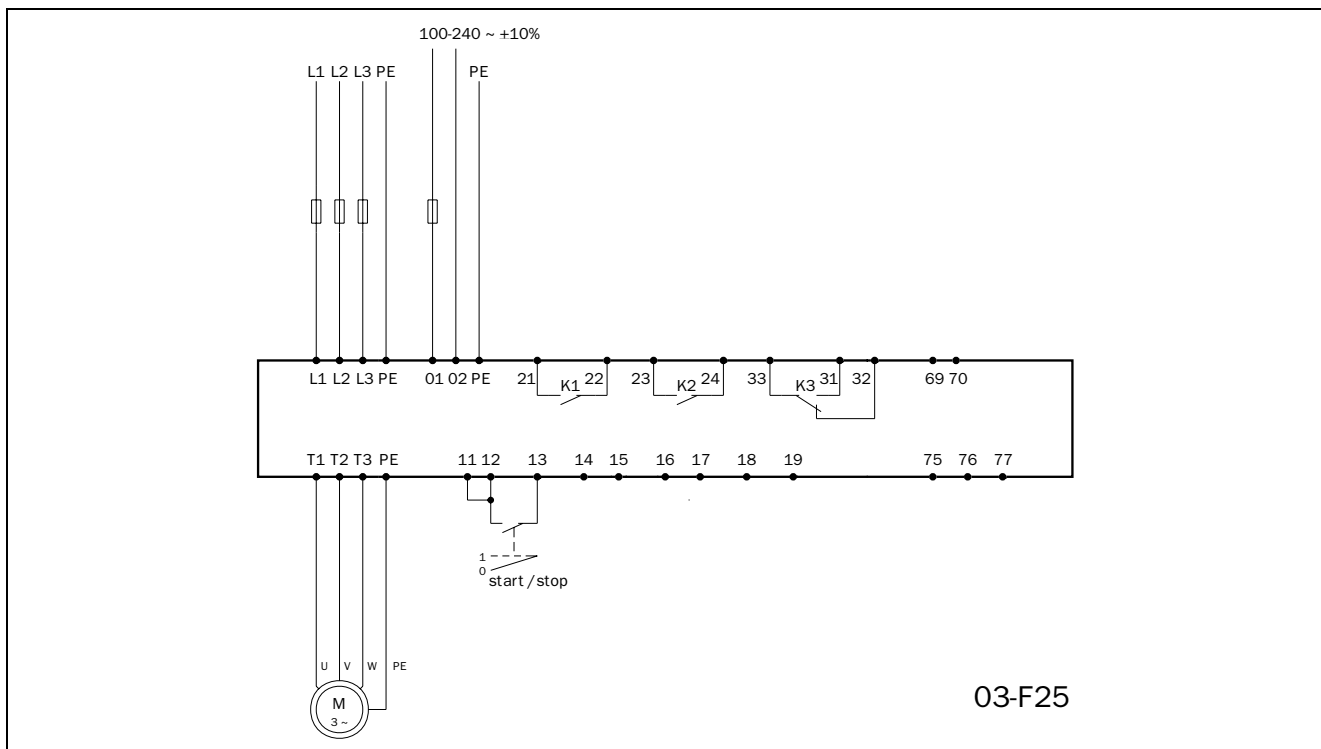 100-240 ~ ±10%
L1 L2 L3 PE PE
L1 L2 L3 PE 01 02 PE 21 K1 22 23 K2 24 33 K3 31 32 69 70
T1 T2 T3 PE 11 12 13 14 15 16 17 18 19 75 76 77
1
0
start/stop
U V W PE
M
3 ~
03-F25